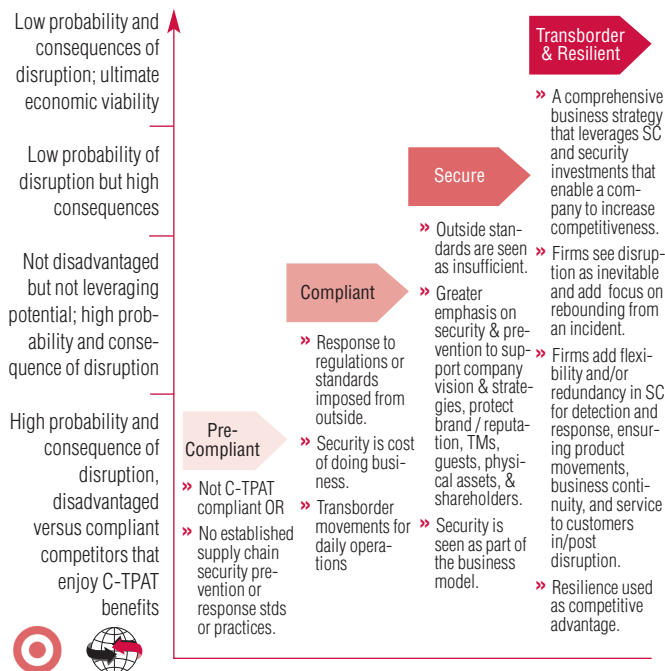 Low probability and
consequences of
disruption; ultimate
economic viability
Low probability of
disruption but high
consequences
Not disadvantaged
but not leveraging
potential; high prob-
ability and conse-
quence of disruption
High probability and
consequence of
disruption,
disadvantaged
versus compliant
competitors that
enjoy C-TPAT
benefits
Pre-
Compliant
» Not C-TPAT
compliant OR
» No established
supply chain
security prev­ention or
response stds
or practices.
Compliant
» Response to
regulations or
standards
imposed from
outside.
» Security is cost
of doing busi-
ness.
» Transborder
movements for
daily opera-
tions
Secure
» Outside stan-
dards are seen
as insufficient.
» Greater
emphasis on
security & pre-
vention to sup-
port company
vision & strate-
gies, protect
brand / reputa-
tion, TMs,
guests, physi-
cal assets, &
shareholders.
» Security is
seen as part of
the business
model.
Transborder
& Resilient
» A comprehensive
business strategy
that leverages SC
and security
investments that
enable a com-
pany to increase
competitiveness.
» Firms see disrup-
tion as inevitable
and add focus on
rebounding from
an incident.
» Firms add flexi-
bility and/or
redundancy in SC
for detection and
response, ensur-
ing product
movements,
business conti-
nuity, and service
to customers
in/post
disruption.
» Resilience used
as competitive
advantage.